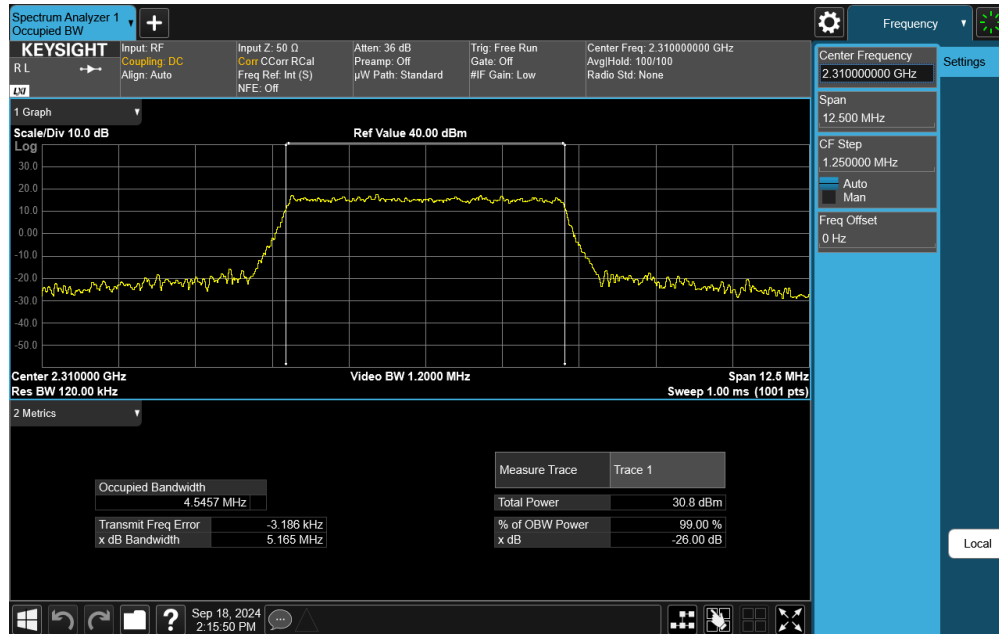 Spectrum Analyzer 1
Occupied BW
Frequency
KEYSIGHT
RL
LXI
Input: RF
Coupling: DC
Align: Auto
Input Z: 50 Ω
Corr CCorr RCal
Freq Ref: Int (S)
NFE: Off
Atten: 36 dB
Preamp: Off
µW Path: Standard
Trig: Free Run
Gate: Off
#IF Gain: Low
Center Freq: 2.310000000 GHz
Avg|Hold: 100/100
Radio Std: None
Center Frequency
2.310000000 GHz
Settings
Span
12.500 MHz
CF Step
1.250000 MHz
Auto
Man
Freq Offset
0 Hz
Local
1 Graph
Scale/Div 10.0 dB
Ref Value 40.00 dBm
Log
30.0
20.0
10.0
0.00
-10.0
-20.0
-30.0
-40.0
-50.0
Center 2.310000 GHz
Video BW 1.2000 MHz
Span 12.5 MHz
Res BW 120.00 kHz
Sweep 1.00 ms (1001 pts)
2 Metrics
Occupied Bandwidth
4.5457 MHz
Transmit Freq Error -3.186 kHz
x dB Bandwidth 5.165 MHz
Measure Trace Trace 1
Total Power 30.8 dBm
% of OBW Power 99.00 %
x dB -26.00 dB
?
Sep 18, 2024
2:15:50 PM